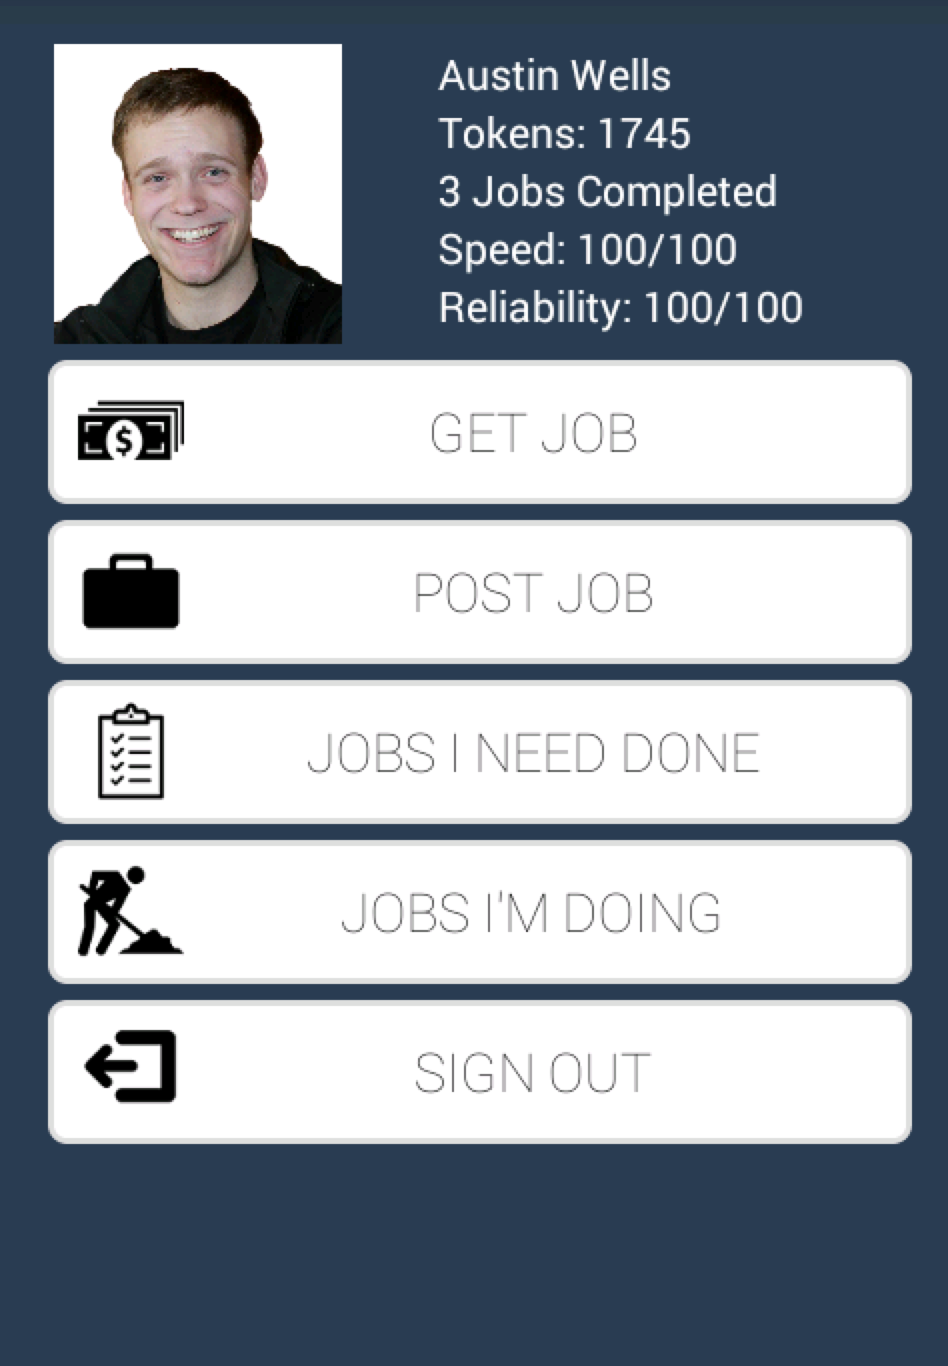 Austin Wells
Tokens: 1745
3 Jobs Completed
Speed: 100/100
Reliability: 100/100
$
GET JOB
POST JOB
JOBS I NEED DONE
JOBS I'M DOING
SIGN OUT